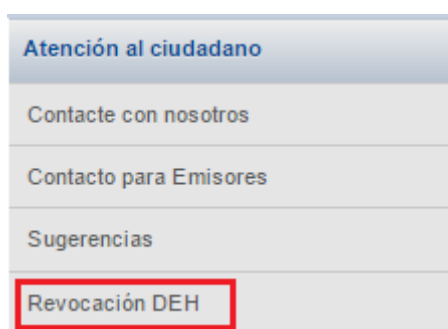 Atención al ciudadano
Contacte con nosotros
Contacto para Emisores
Sugerencias
Revocación DEH